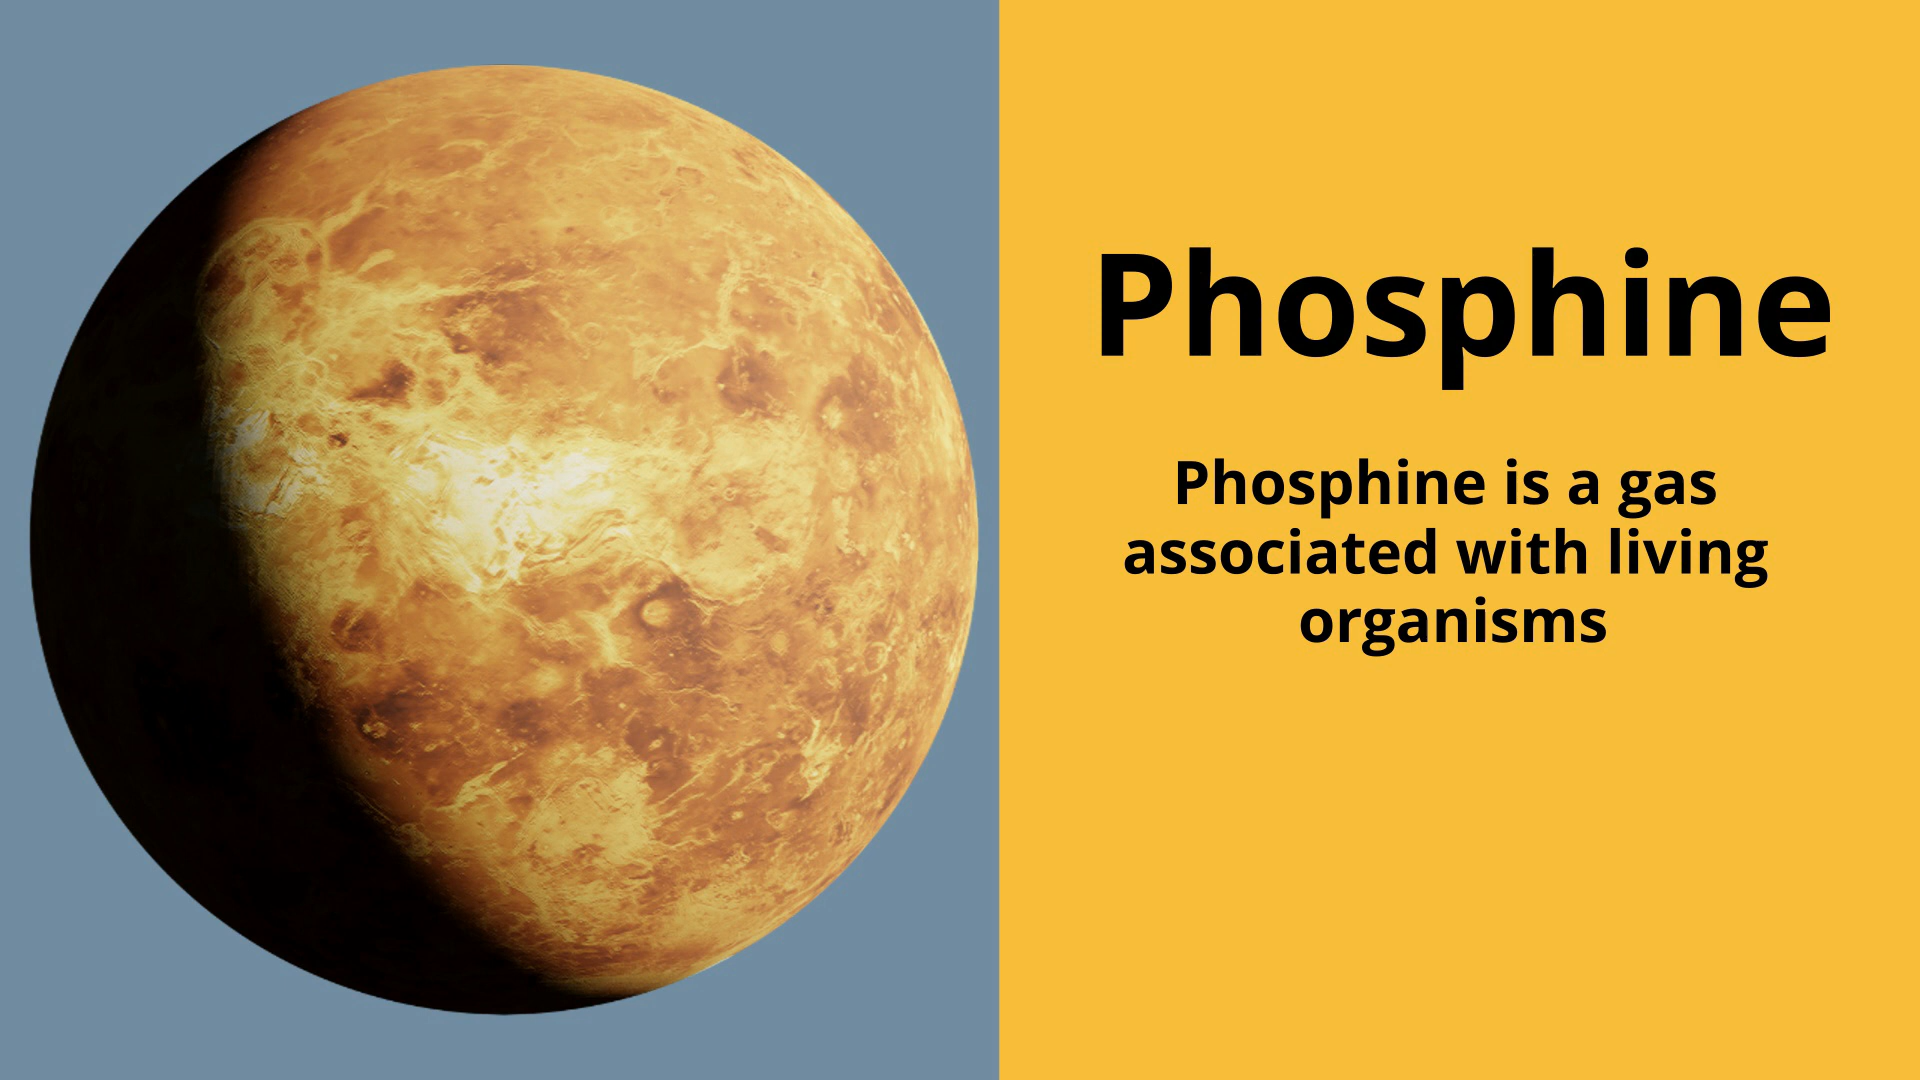 Phosphine
Phosphine is a gas
associated with living
organisms